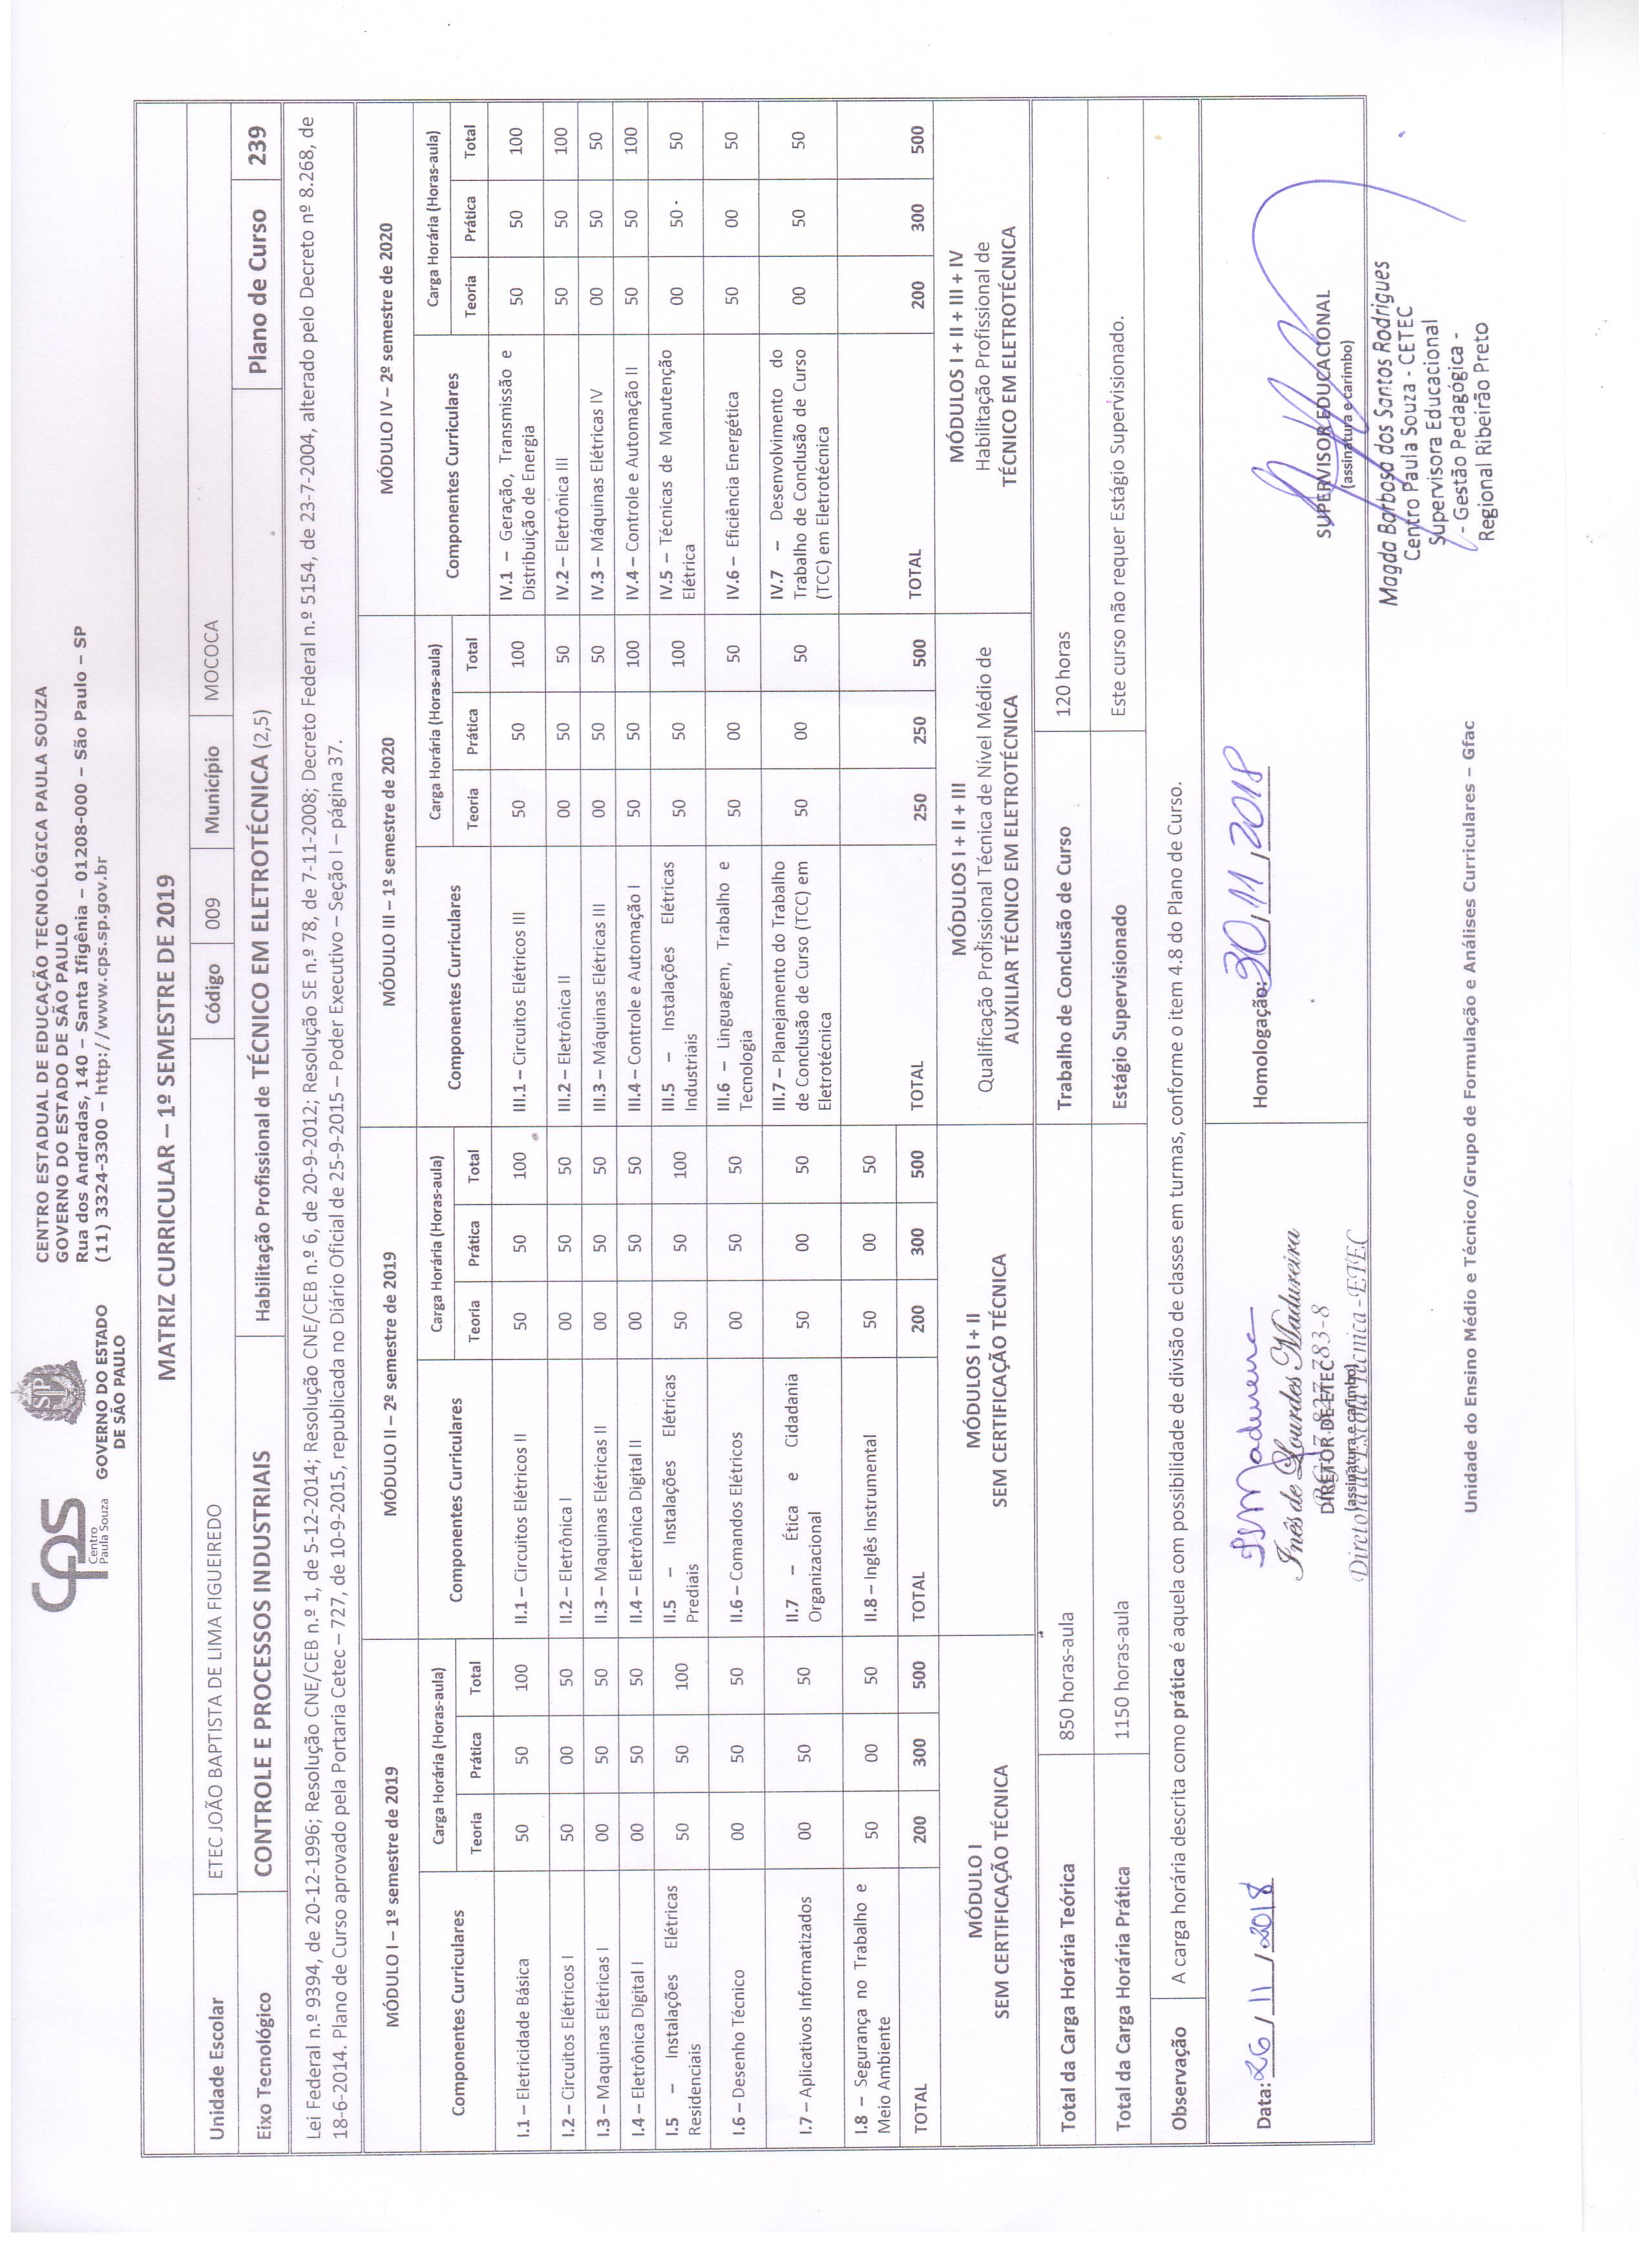 CPS
Centro
Paula Souza
SP
GOVERNO DO ESTADO
DE SÃO PAULO
CENTRO ESTADUAL DE EDUCAÇÃO TECNOLÓGICA PAULA SOUZA
GOVERNO DO ESTADO DE SÃO PAULO
Rua dos Andradas, 140 – Santa Ifigênia – 01208-000 – São Paulo – SP
(11) 3324-3300 – http://www.cps.sp.gov.br
MATRIZ CURRICULAR – 1º SEMESTRE DE 2019
Unidade Escolar ETEC JOÃO BAPTISTA DE LIMA FIGUEIREDO Código 009 Município MOCOCA
Eixo Tecnológico CONTROLE E PROCESSOS INDUSTRIAIS Habilitação Profissional de TÉCNICO EM ELETROTÉCNICA (2,5) Plano de Curso 239
Lei Federal n.º 9394, de 20-12-1996; Resolução CNE/CEB n.º 1, de 5-12-2014; Resolução CNE/CEB n.º 6, de 20-9-2012; Resolução SE n.º 78, de 7-11-2008; Decreto Federal n.º 5154, de 23-7-2004, alterado pelo Decreto nº 8.268, de
18-6-2014. Plano de Curso aprovado pela Portaria Cetec – 727, de 10-9-2015, republicada no Diário Oficial de 25-9-2015 – Poder Executivo – Seção I – página 37.
MÓDULO I – 1º semestre de 2019
Componentes Curriculares
Carga Horária (Horas-aula)
Teoria Prática Total
I.1 – Eletricidade Básica 50 50 100
I.2 – Circuitos Elétricos I 50 00 50
I.3 – Maquinas Elétricas I 00 50 50
I.4 – Eletrônica Digital I 00 50 50
I.5 – Instalações Elétricas
Residenciais 50 50 100
I.6 – Desenho Técnico 00 50 50
I.7 – Aplicativos Informatizados 00 50 50
I.8 – Segurança no Trabalho e
Meio Ambiente 50 00 50
TOTAL 200 300 500
MÓDULO I
SEM CERTIFICAÇÃO TÉCNICA
MÓDULO II – 2º semestre de 2019
Componentes Curriculares
Carga Horária (Horas-aula)
Teoria Prática Total
II.1 – Circuitos Elétricos II 50 50 100
II.2 – Eletrônica I 00 50 50
II.3 – Maquinas Elétricas II 00 50 50
II.4 – Eletrônica Digital II 00 50 50
II.5 – Instalações Elétricas
Prediais 50 50 100
II.6 – Comandos Elétricos 00 50 50
II.7 – Ética e Cidadania
Organizacional 50 00 50
II.8 – Inglês Instrumental 50 00 50
TOTAL 200 300 500
MÓDULOS I + II
SEM CERTIFICAÇÃO TÉCNICA
MÓDULO III – 1º semestre de 2020
Componentes Curriculares
Carga Horária (Horas-aula)
Teoria Prática Total
III.1 – Circuitos Elétricos III 50 50 100
III.2 – Eletrônica II 00 50 50
III.3 – Máquinas Elétricas III 00 50 50
III.4 – Controle e Automação I 50 50 100
III.5 – Instalações Elétricas
Industriais 50 50 100
III.6 – Linguagem, Trabalho e
Tecnologia 50 00 50
III.7 – Planejamento do Trabalho
de Conclusão de Curso (TCC) em
Eletrotécnica 50 00 50
TOTAL 250 250 500
MÓDULOS I + II + III
Qualificação Profissional Técnica de Nível Médio de
AUXILIAR TÉCNICO EM ELETROTÉCNICA
MÓDULO IV – 2º semestre de 2020
Componentes Curriculares
Carga Horária (Horas-aula)
Teoria Prática Total
IV.1 – Geração, Transmissão e
Distribuição de Energia 50 50 100
IV.2 – Eletrônica III 50 50 100
IV.3 – Máquinas Elétricas IV 00 50 50
IV.4 – Controle e Automação II 50 50 100
IV.5 – Técnicas de Manutenção
Elétrica 00 50 50
IV.6 – Eficiência Energética 50 00 50
IV.7 – Desenvolvimento do
Trabalho de Conclusão de Curso
(TCC) em Eletrotécnica 00 50 50
TOTAL 200 300 500
MÓDULOS I + II + III + IV
Habilitação Profissional de
TÉCNICO EM ELETROTÉCNICA
Total da Carga Horária Teórica 850 horas-aula Trabalho de Conclusão de Curso 120 horas
Total da Carga Horária Prática 1150 horas-aula Estágio Supervisionado Este curso não requer Estágio Supervisionado.
Observação A carga horária descrita como prática é aquela com possibilidade de divisão de classes em turmas, conforme o item 4.8 do Plano de Curso.
Data: 26/11/2018
Madureira
Inês de Lourdes Madureira
RG: 7.827.783-8
DIRETOR DE ETEC
(assinatura e carimbo)
Diretora de Escola Técnica - ETEC
Homologação: 30/11/2018
SUPERVISOR EDUCACIONAL
(assinatura e carimbo)
Magda Barbosa dos Santos Rodrigues
Centro Paula Souza - CETEC
Supervisora Educacional
- Gestão Pedagógica -
Regional Ribeirão Preto
Unidade do Ensino Médio e Técnico/Grupo de Formulação e Análises Curriculares – Gfac